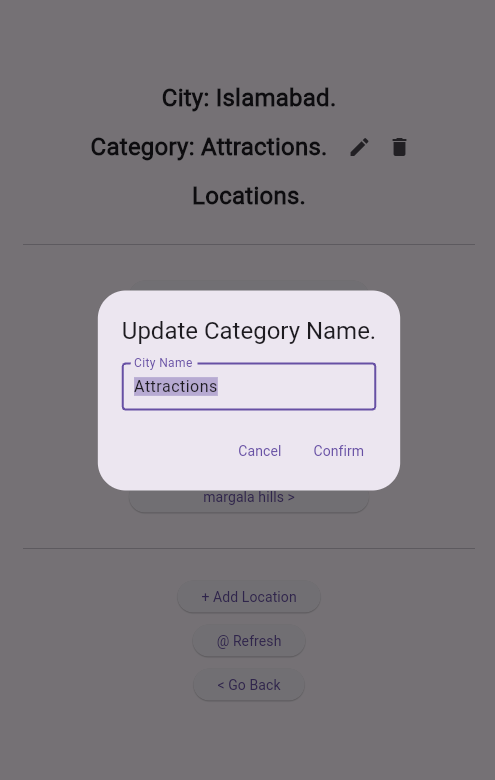 City: Islamabad.
Category: Attractions.
Locations.
Update Category Name.
City Name
Attractions
Cancel Confirm
margala hills >
+ Add Location
@ Refresh
< Go Back